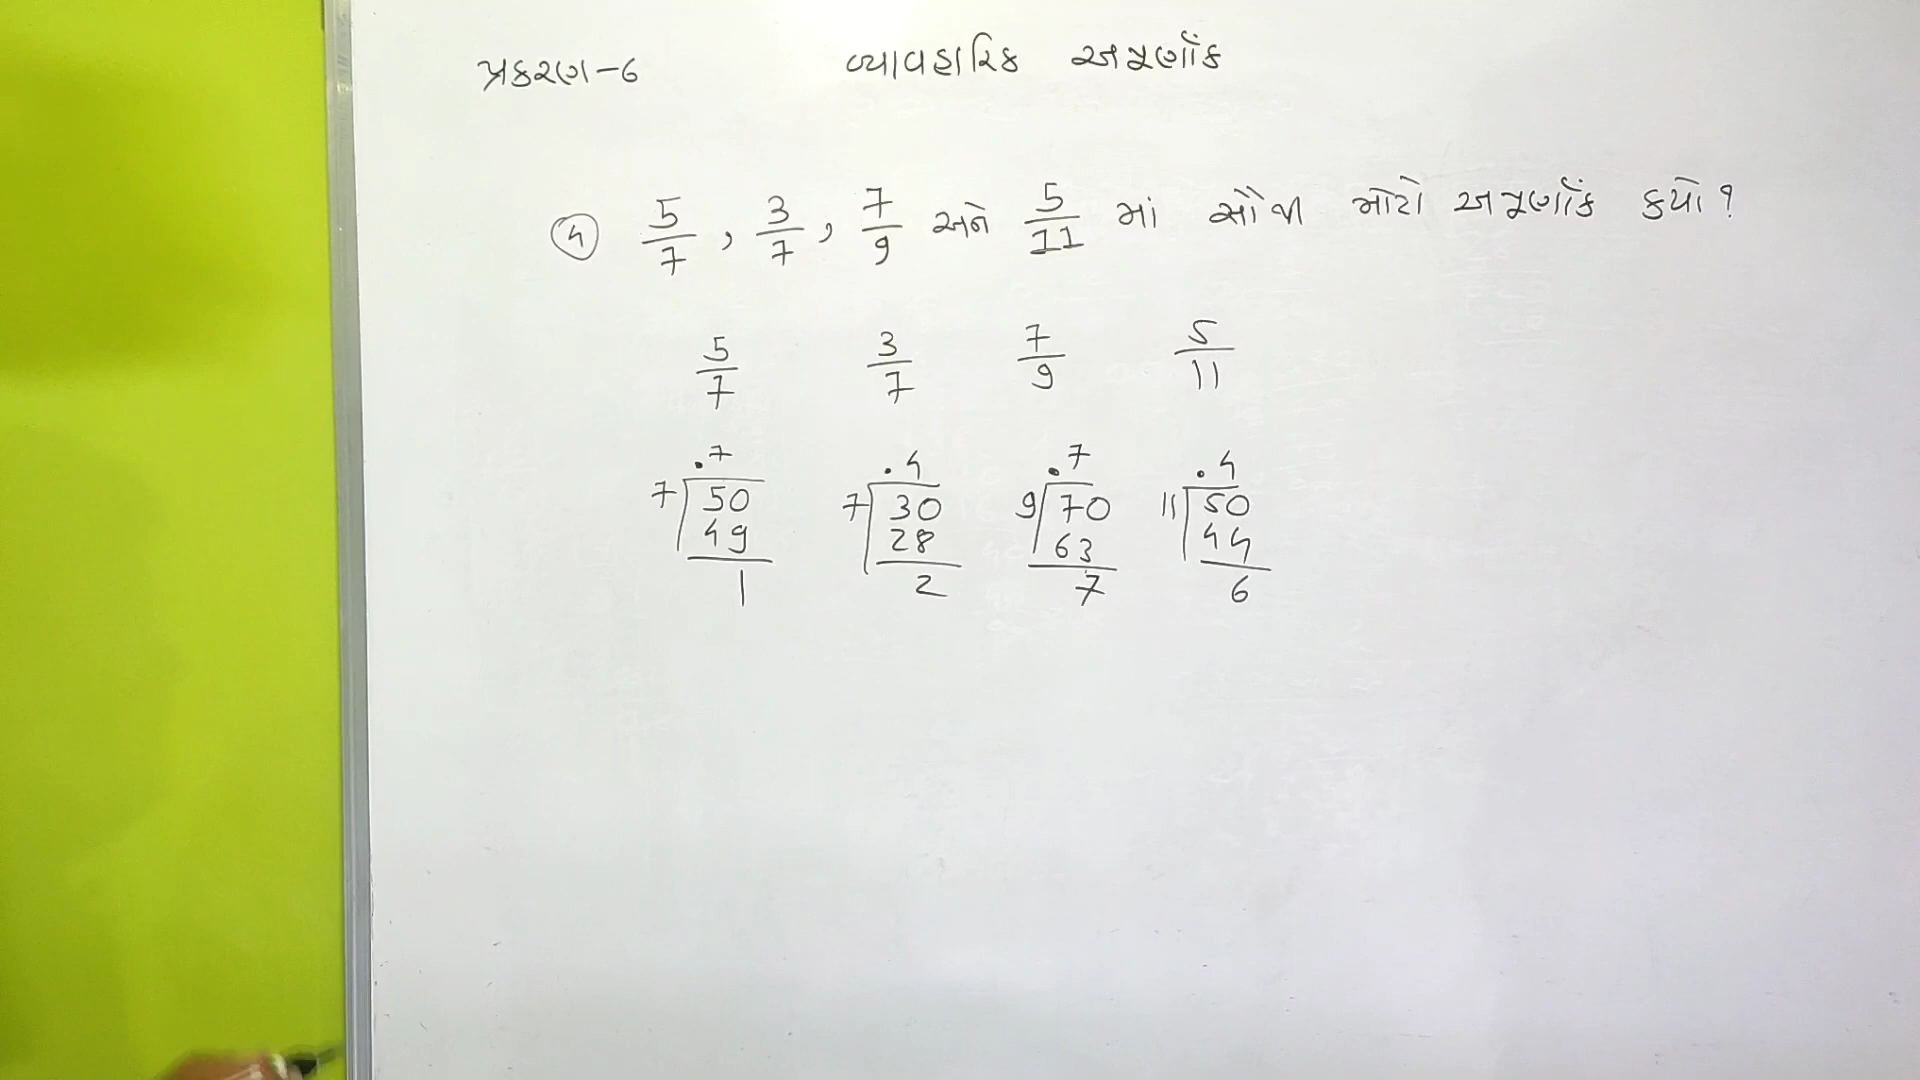 પ્રકરણ-6 વ્યાવહારિક અપૂર્ણાંક
(4) 5/7, 3/7, 7/9 અને 5/11 માં સૌથી મોટો અપૂર્ણાંક કયો?
5/7 3/7 7/9 5/11
.7 .4 .7 .4
7 50 7 30 9 70 11 50
49 28 63 44
1 2 7 6